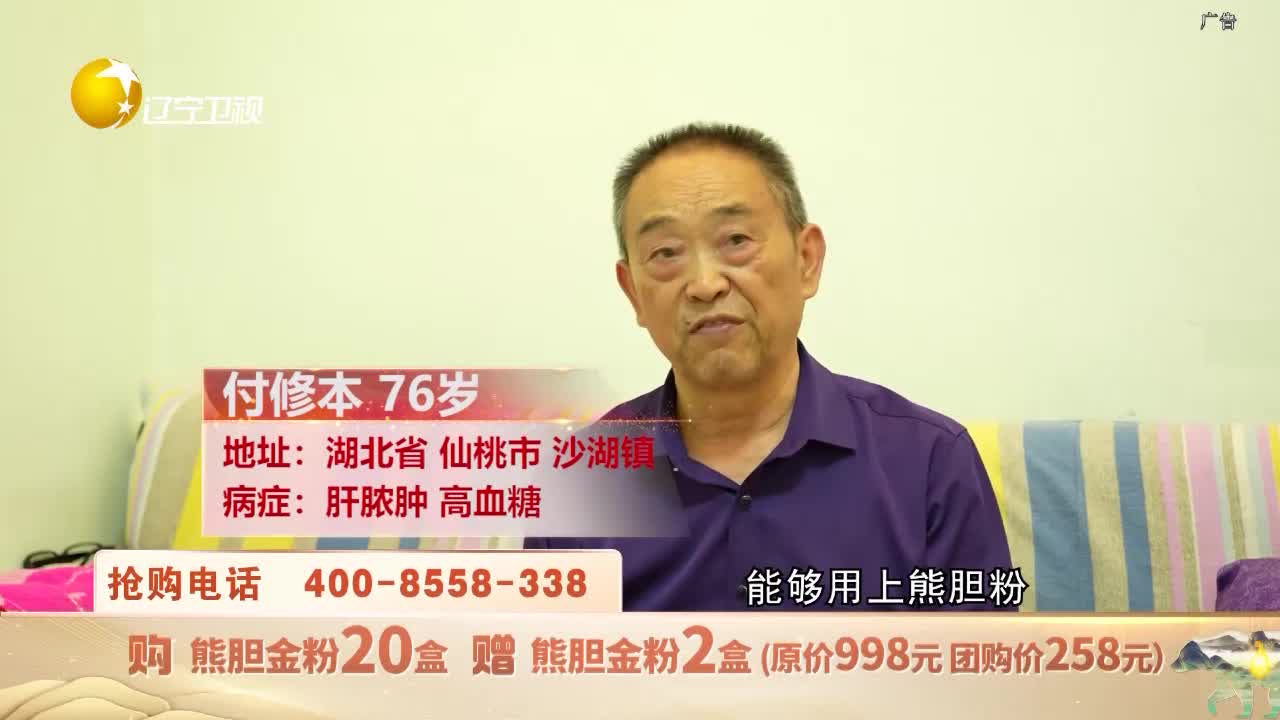 广告
辽宁卫视
付修本 76岁
地址：湖北省 仙桃市 沙湖镇
病症：肝脓肿 高血糖
抢购电话 400-8558-338
能够用上熊胆粉
购 熊胆金粉20盒 赠 熊胆金粉2盒(原价998元 团购价258元)